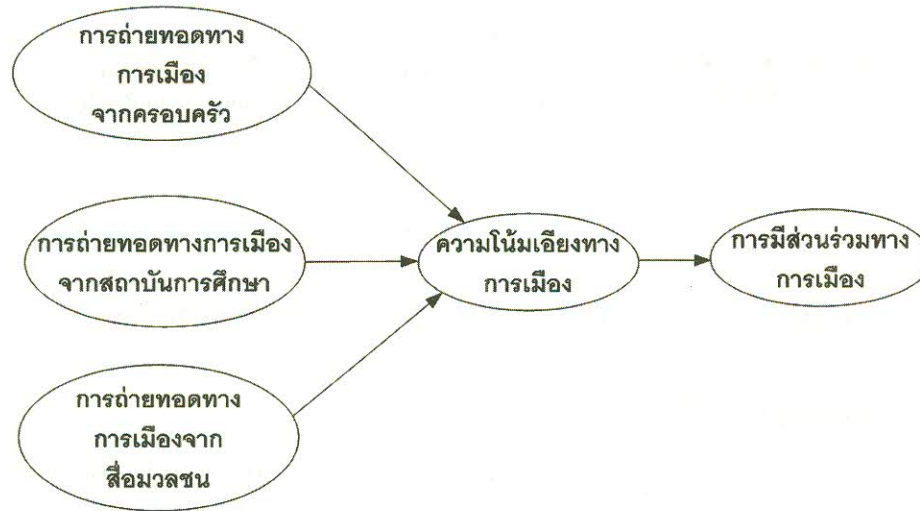 การถ่ายทอดทาง
การเมือง
จากครอบครัว
การถ่ายทอดทางการเมือง
จากสถาบันการศึกษา
ความโน้มเอียงทาง
การเมือง
การมีส่วนร่วมทาง
การเมือง
การถ่ายทอดทาง
การเมืองจาก
สื่อมวลชน